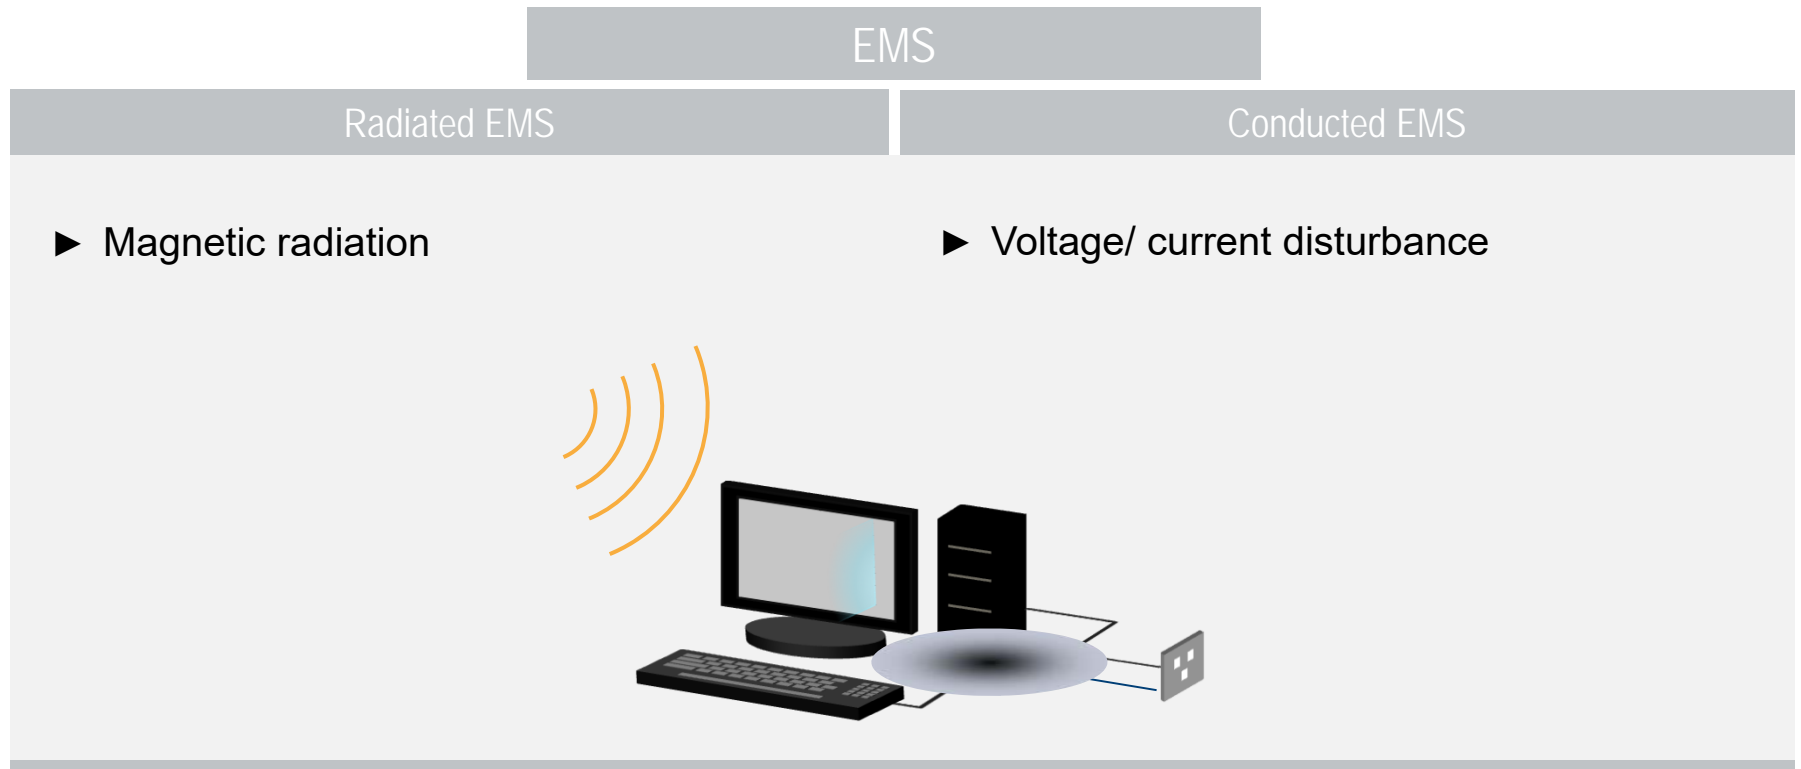 EMS
Radiated EMS
Conducted EMS
► Magnetic radiation
► Voltage/ current disturbance